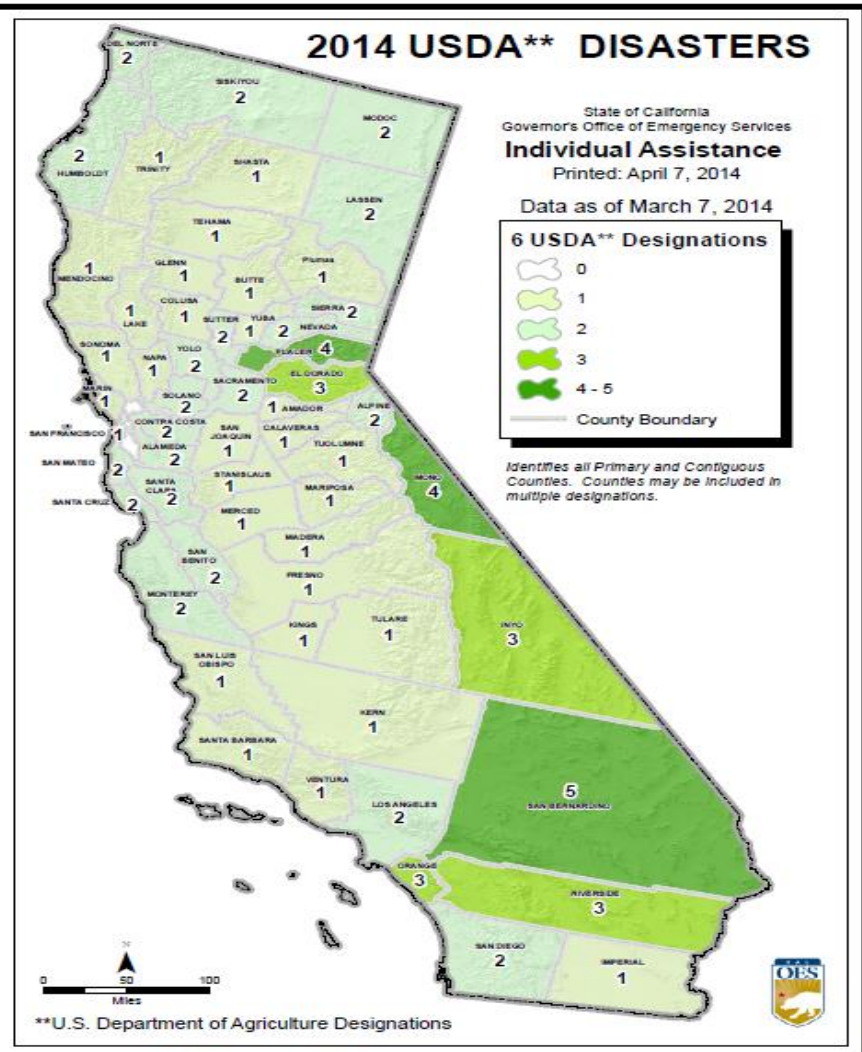 2014 USDA** DISASTERS
State of California
Governor's Office of Emergency Services
Individual Assistance
Printed: April 7, 2014
Data as of March 7, 2014
6 USDA** Designations
0
1
2
3
4 - 5
County Boundary
Identifies all Primary and Contiguous
Counties. Counties may be included in
multiple designations.
DEL NORTE
2
SISKIYOU
2
MODOC
2
2
HUMBOLDT
1
TRINITY
SHASTA
1
LASSEN
2
TEHAMA
1
Plumas
1
1
MENDOCINO
GLENN
1
BUTTE
1
COLUSA
1
1
LAKE
SIERRA 2
SUTTER
2
YUBA
1
2 NEVADA
PLACER 4
SONOMA
1
NAPA
1
YOLO
2
EL DORADO
3
SACRAMENTO
2
1 AMADOR
ALPINE
2
MARIN
1
SOLANO
2
CONTRA COSTA
2
SAN FRANCISCO 1
ALAMEDA
2
SAN
JOAQUIN
1
CALAVERAS
1
TUOLUMNE
1
SAN MATEO 2
SANTA
CLARA
2
STANISLAUS
1
MARIPOSA
1
MONO
4
SANTA CRUZ 2
MERCED
1
MADERA
1
SAN
BENITO
2
FRESNO
1
MONTEREY
2
KINGS
1
TULARE
1
INYO
3
SAN LUIS
OBISPO
1
KERN
1
SANTA BARBARA
1
VENTURA
1
LOS ANGELES
2
5
SAN BERNARDINO
ORANGE
3
RIVERSIDE
3
SAN DIEGO
2
IMPERIAL
1
N
0 50 100
Miles
CAL
OES
**U.S. Department of Agriculture Designations